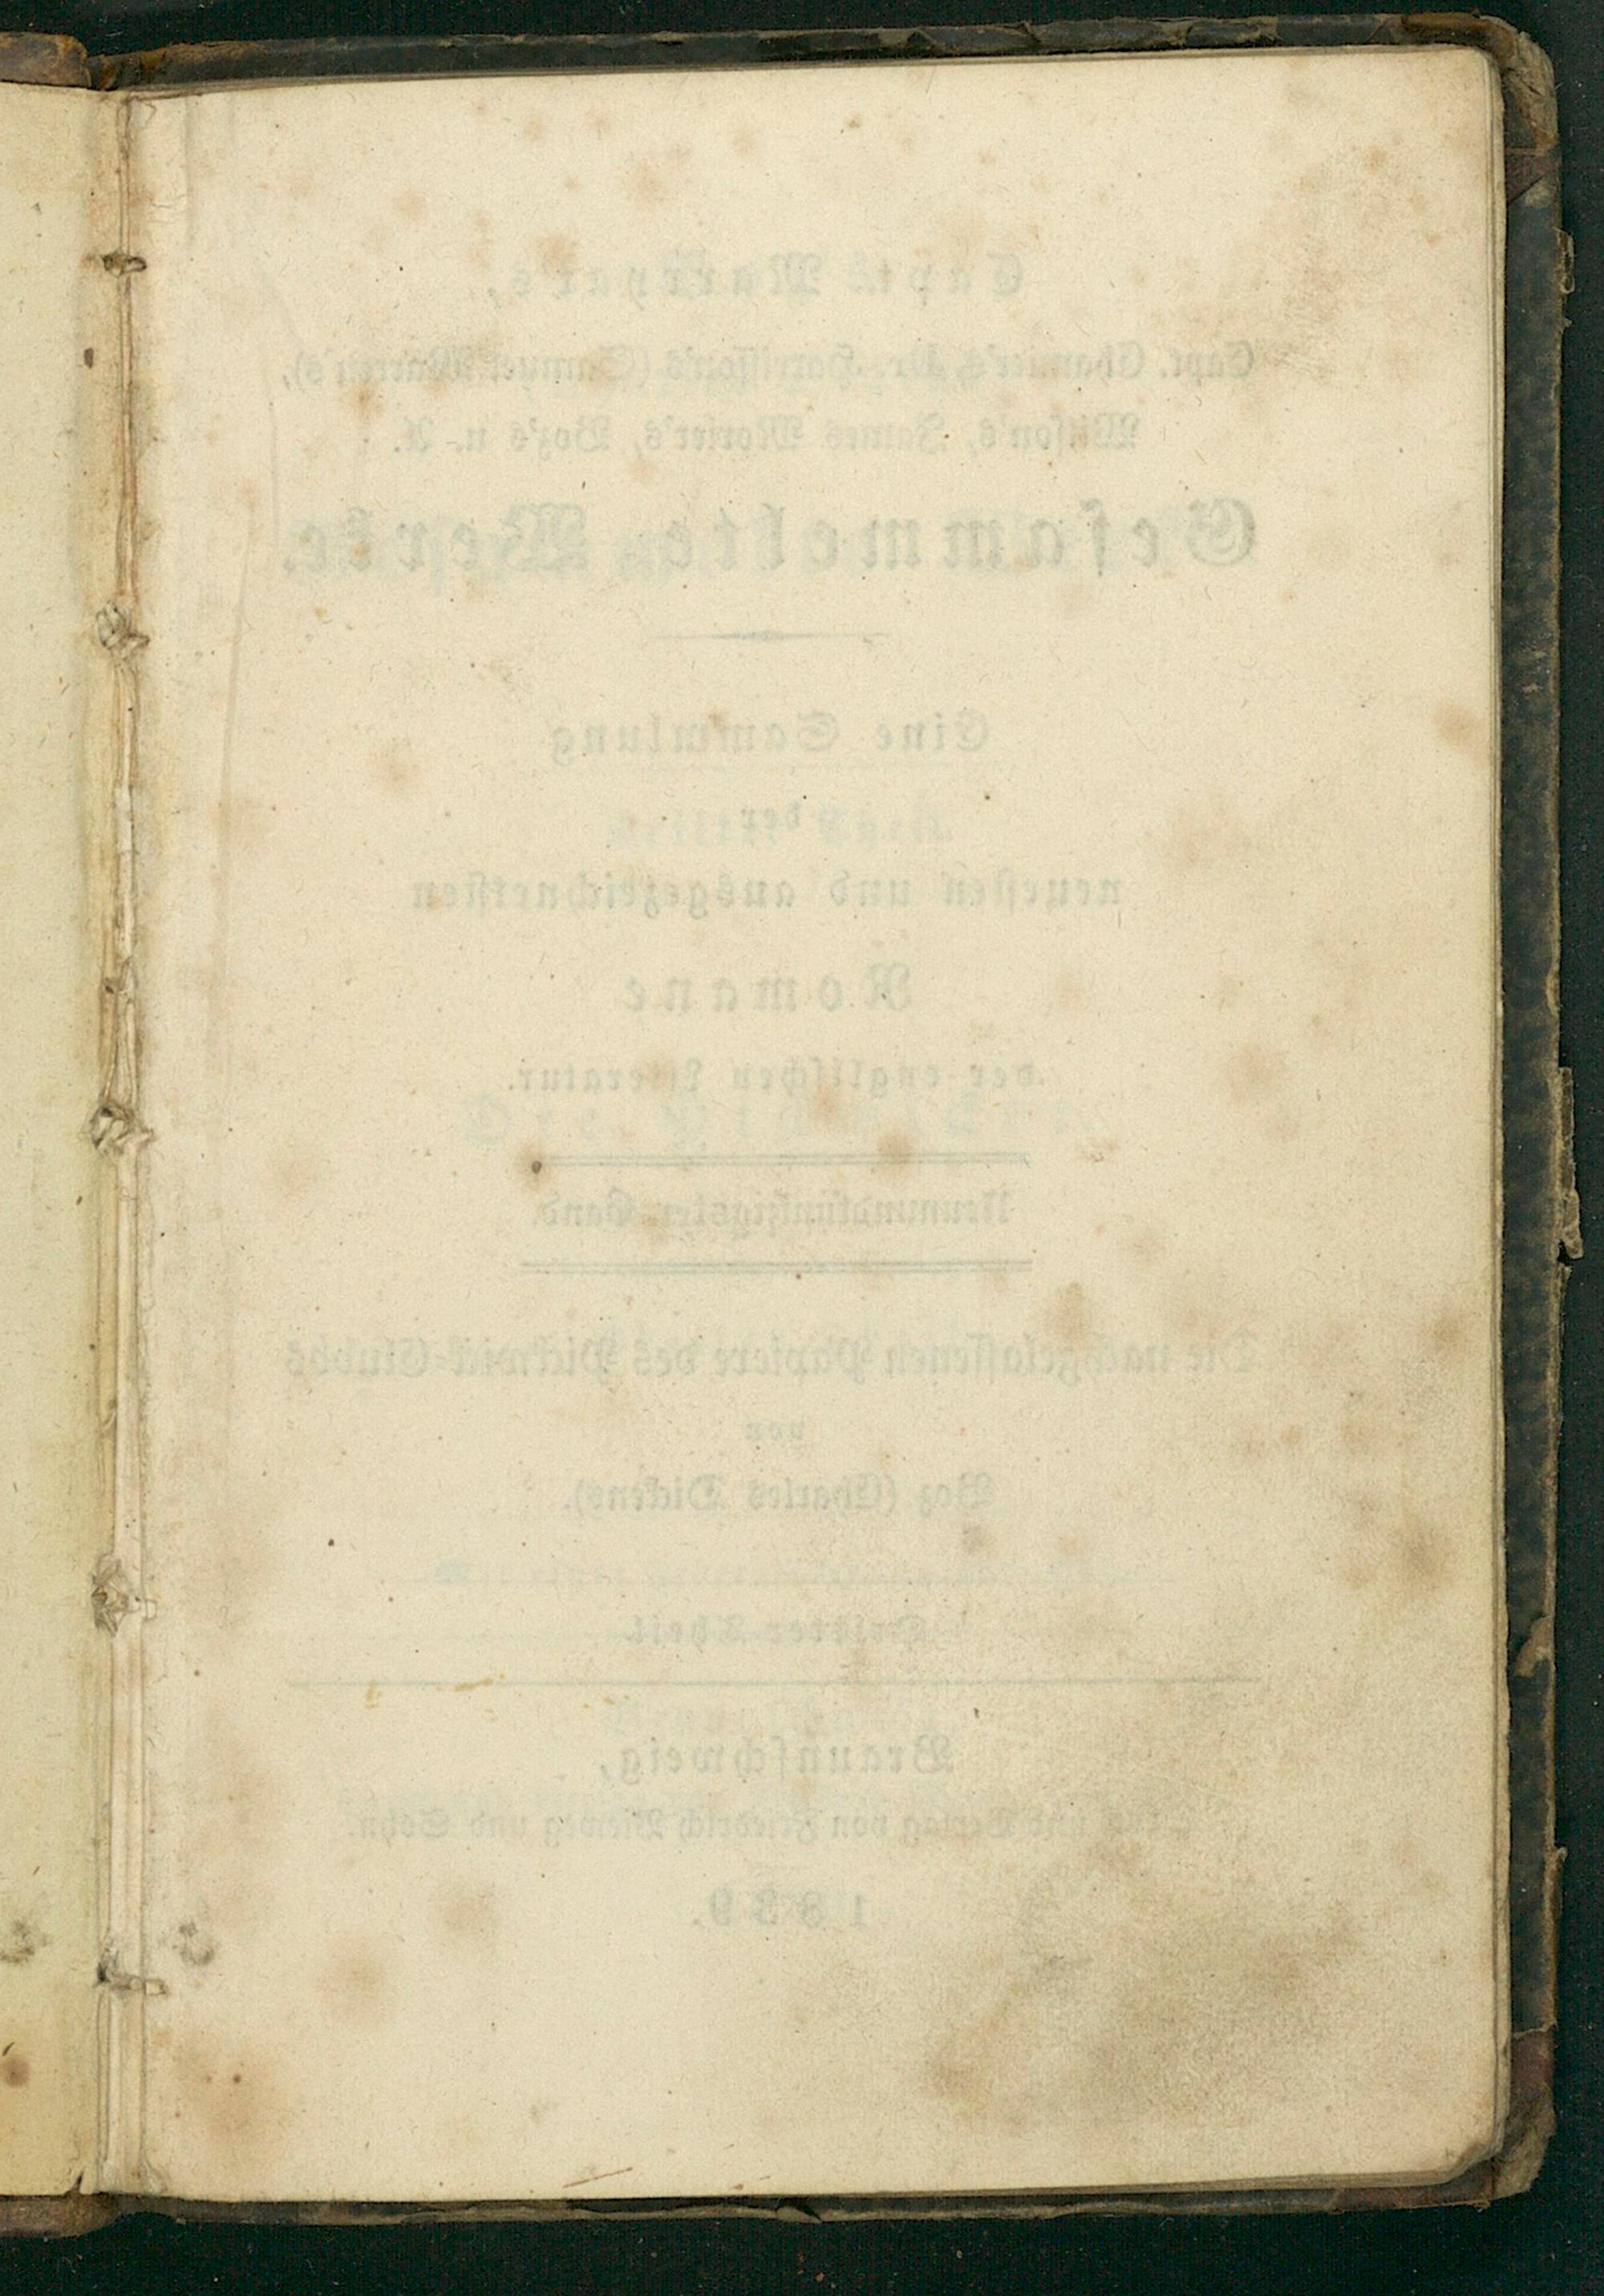 Capt. Marryat's,
Capt. Chamier's, Dr. Harrison's (Samuel Warren's),
Wilson's, James Morier's, Boz's u. A.
Gesammelte Werke.
Eine Sammlung
der
neuesten und ausgezeichnetsten
Romane
der englischen Literatur.
Neunundfünfzigster Band.
Die nachgelassenen Papiere des Pickwick-Clubbs
von
Boz (Charles Dickens).
Theil.
Braunschweig,
und Verlag von Friedrich Vieweg und Sohn.
1839.